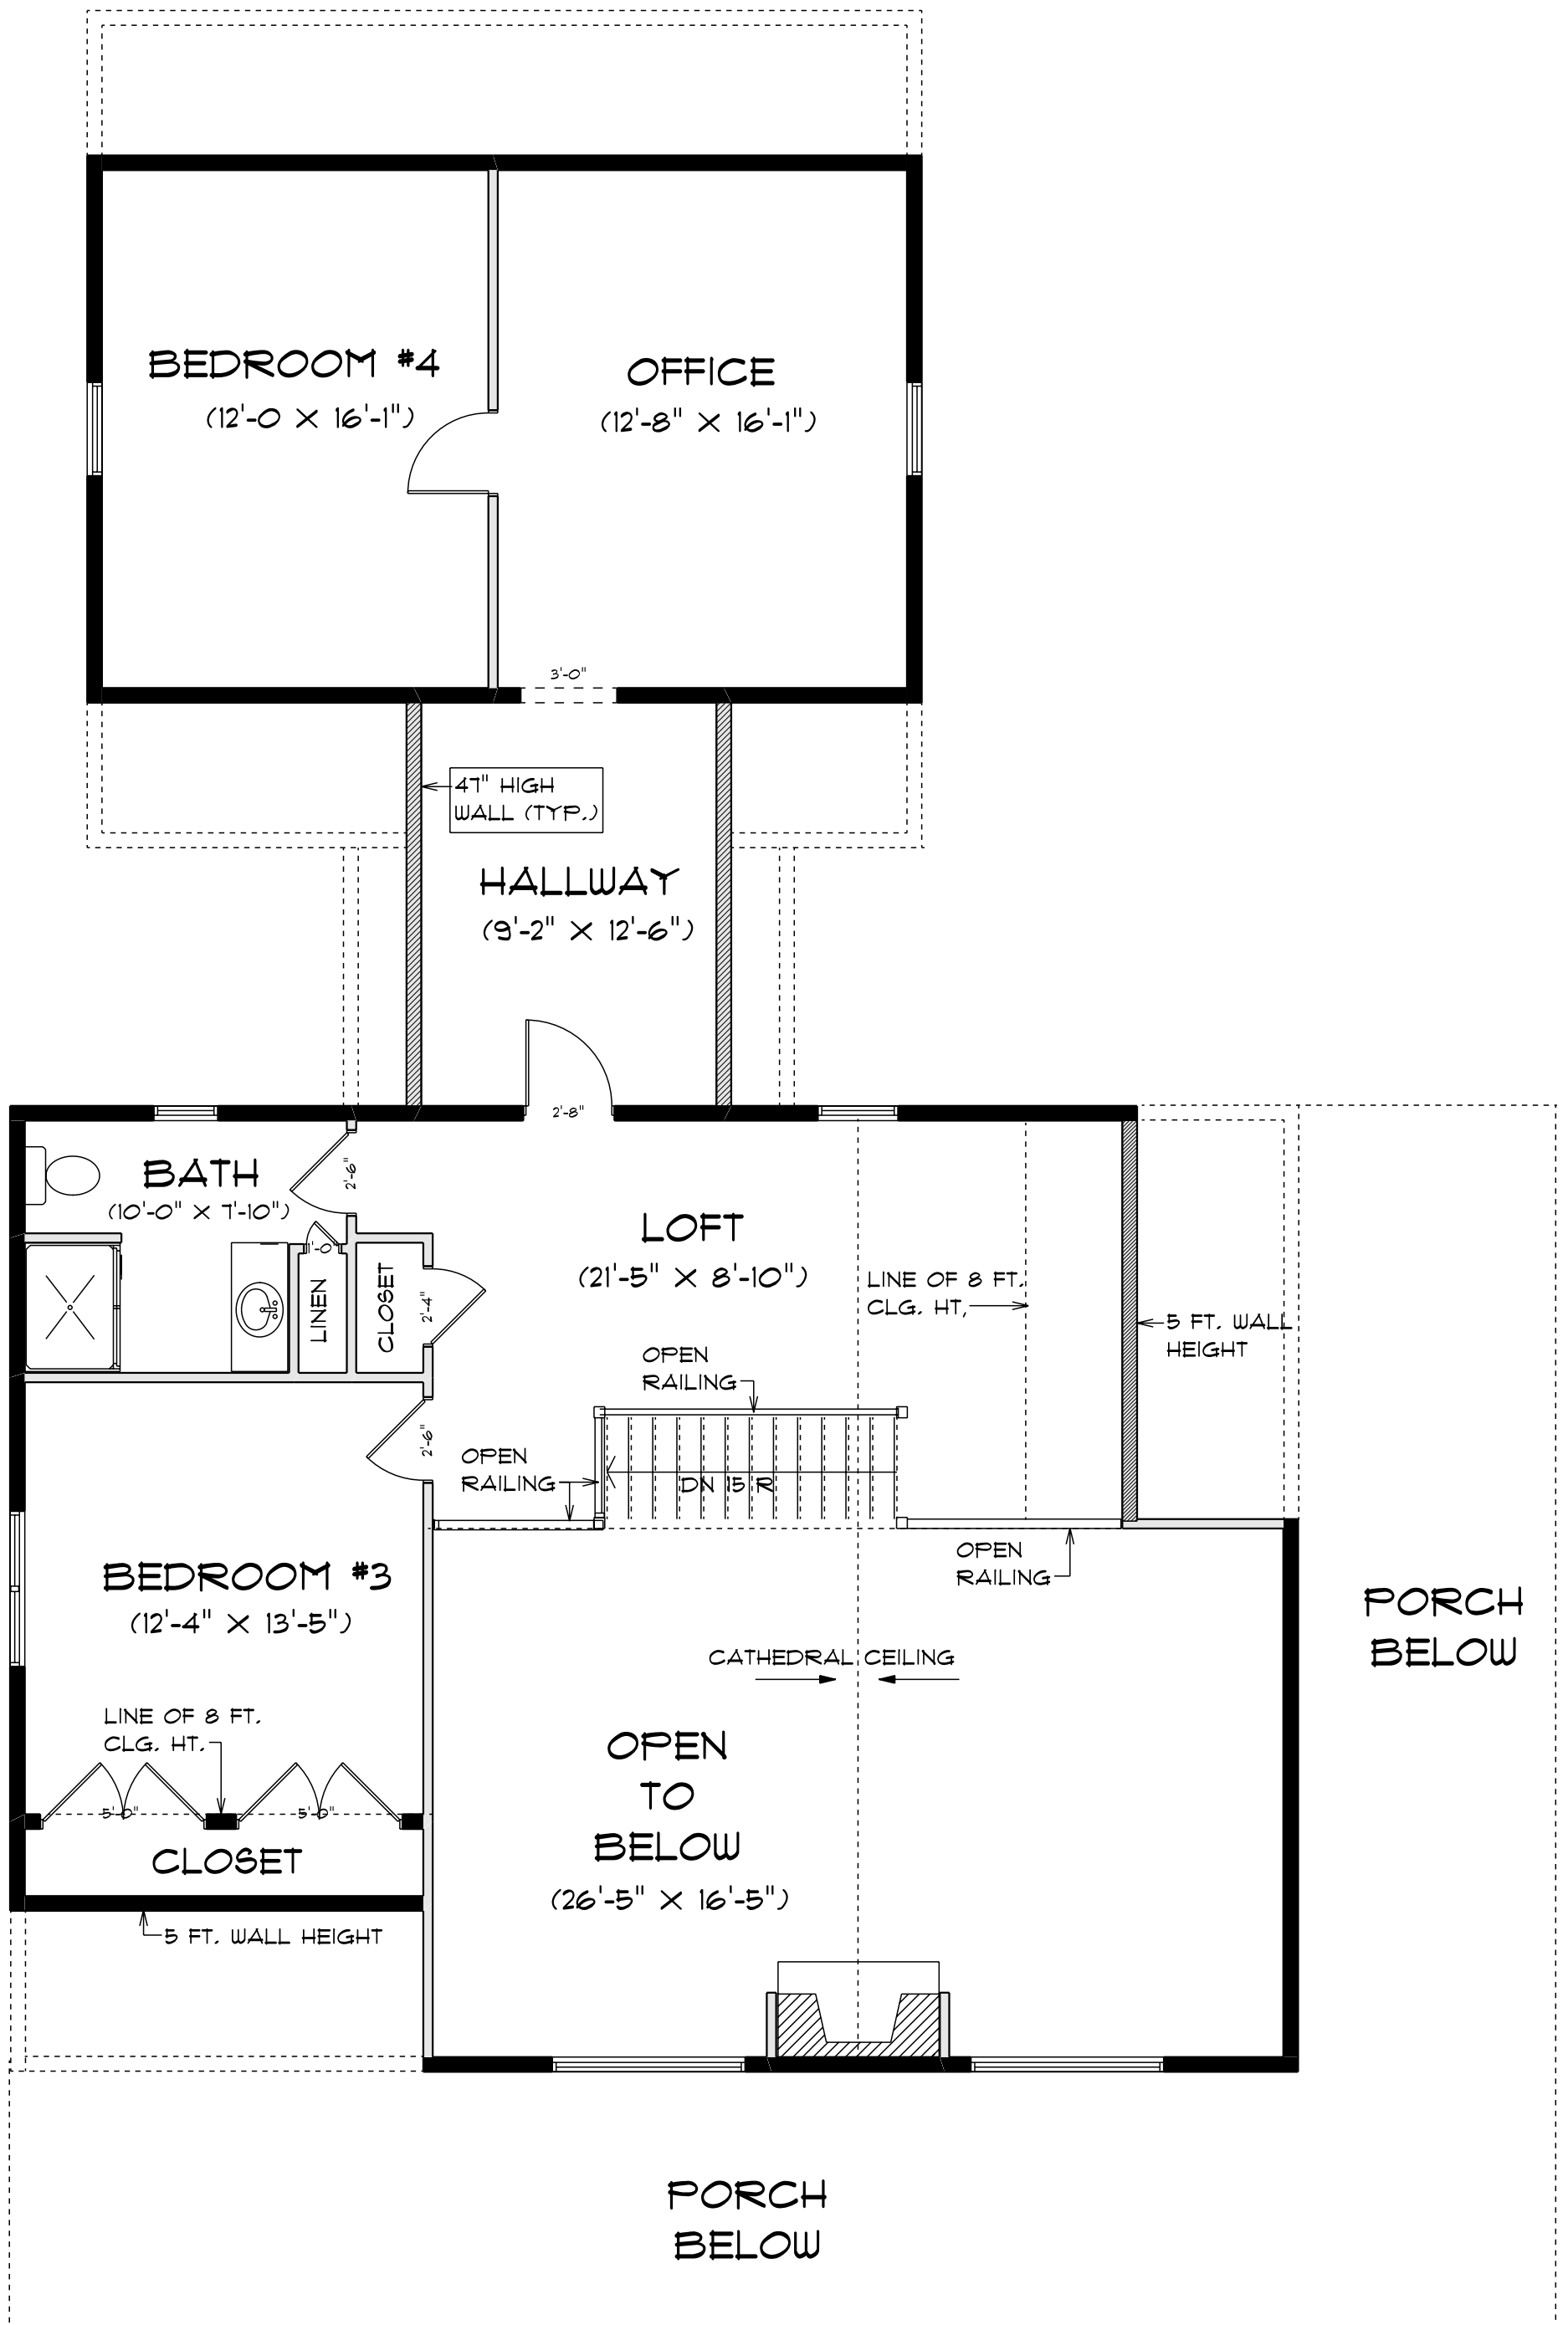 BEDROOM #4
(12'-0 X 16'-1")
OFFICE
(12'-8" X 16'-1")
3'-0"
47" HIGH
WALL (TYP.)
HALLWAY
(9'-2" X 12'-6")
2'-8"
BATH
(10'-0" X 7'-10")
2'-6"
1'-0"
LINEN
CLOSET
2'-4"
LOFT
(21'-5" X 8'-10")
LINE OF 8 FT.
CLG. HT,
5 FT. WALL
HEIGHT
OPEN
RAILING
2'-6"
OPEN
RAILING
DN 15 R
OPEN
RAILING
BEDROOM #3
(12'-4" X 13'-5")
PORCH
BELOW
CATHEDRAL CEILING
LINE OF 8 FT.
CLG. HT.
OPEN
TO
BELOW
(26'-5" X 16'-5")
5'-0"
5'-0"
CLOSET
5 FT. WALL HEIGHT
PORCH
BELOW